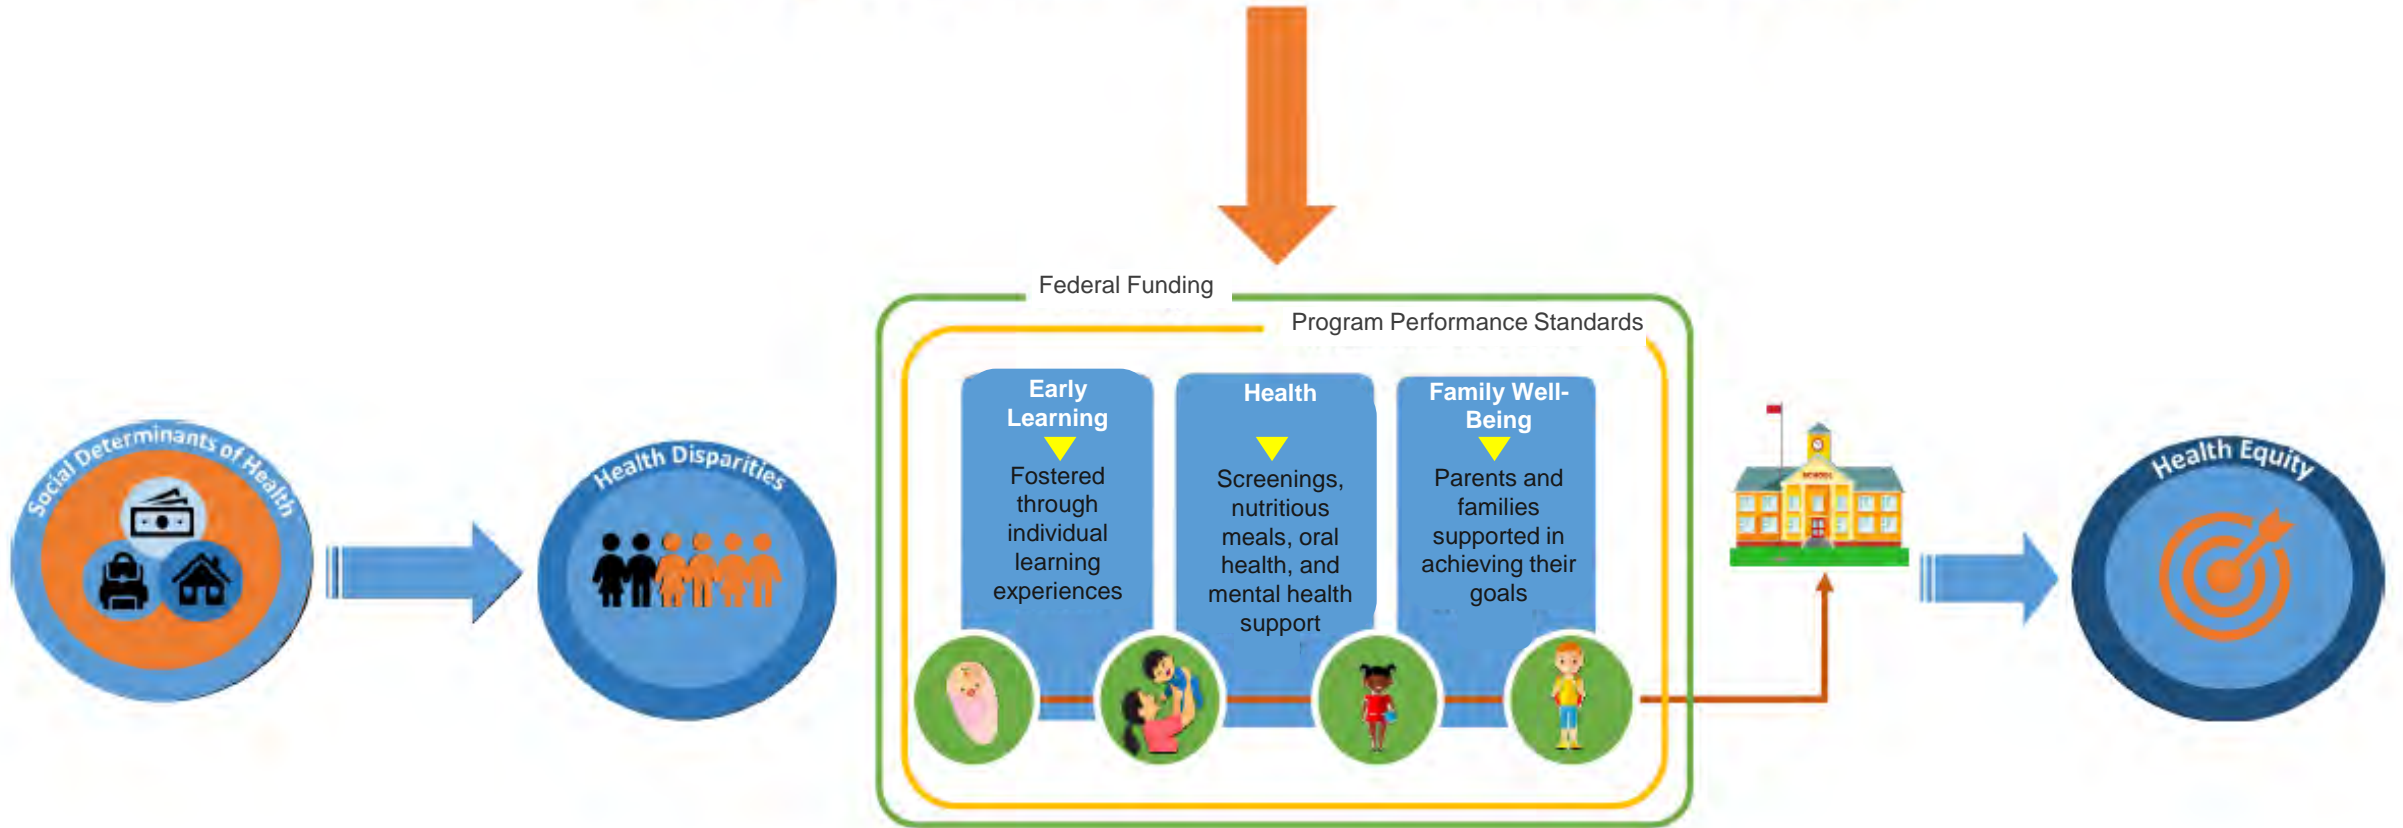 Federal Funding
Program Performance Standards
Early
Learning
Fostered
through
individual
learning
experiences
Health
Screenings,
nutritious
meals, oral
health, and
mental health
support
Family Well-
Being
Parents and
families
supported in
achieving their
goals
Social Determinants of Health
Health Disparities
SCHOOL
Health Equity